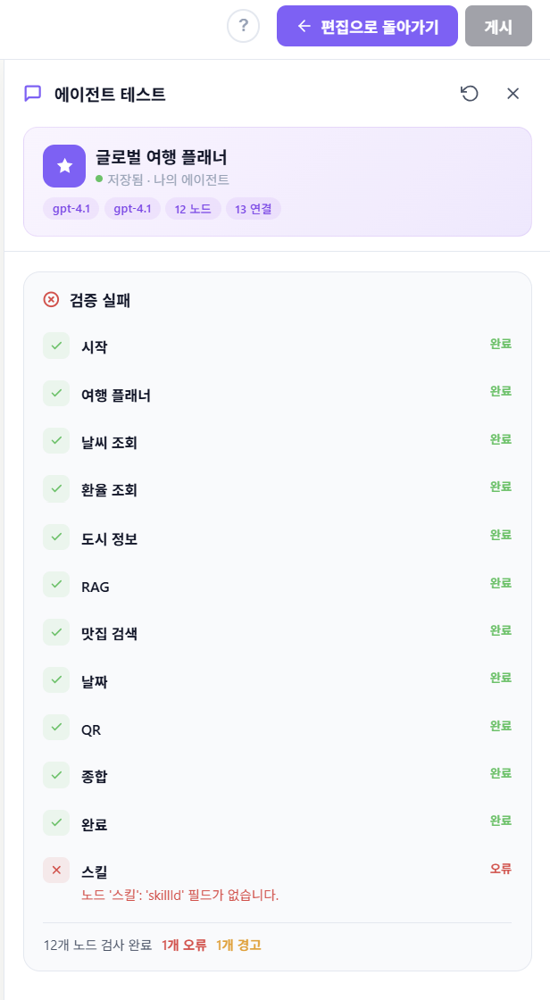 ?
← 편집으로 돌아가기
게시
에이전트 테스트
글로벌 여행 플래너
저장됨 · 나의 에이전트
gpt-4.1 gpt-4.1 12 노드 13 연결
검증 실패
시작 완료
여행 플래너 완료
날씨 조회 완료
환율 조회 완료
도시 정보 완료
RAG 완료
맛집 검색 완료
날짜 완료
QR 완료
종합 완료
완료 완료
스킬 오류
노드 '스킬': 'skillId' 필드가 없습니다.
12개 노드 검사 완료 1개 오류 1개 경고